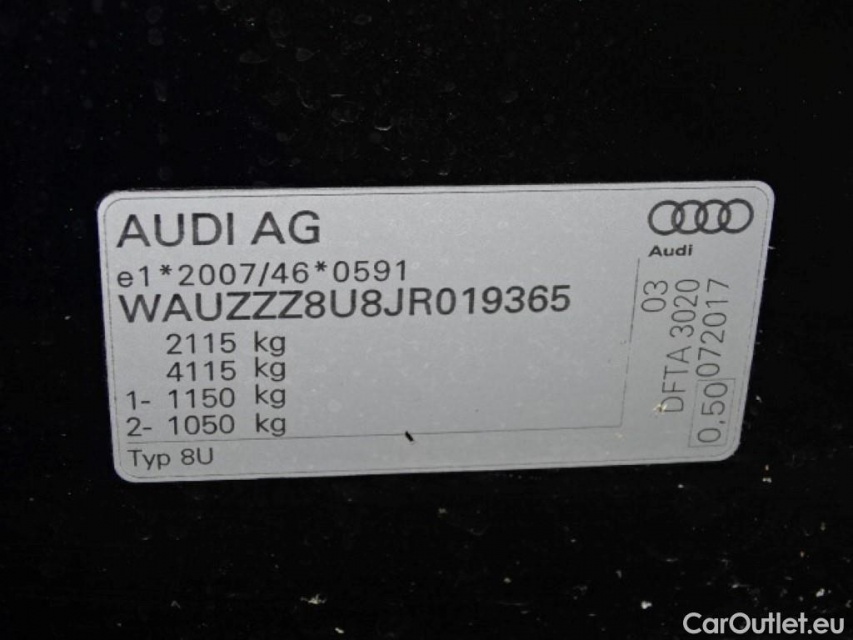 AUDI AG
e1*2007/46*0591
WAUZZZ8U8JR019365
2115 kg
4115 kg
1- 1150 kg
2- 1050 kg
Typ 8U
Audi
03
DFTA 3020
0,50 072017
CarOutlet.eu